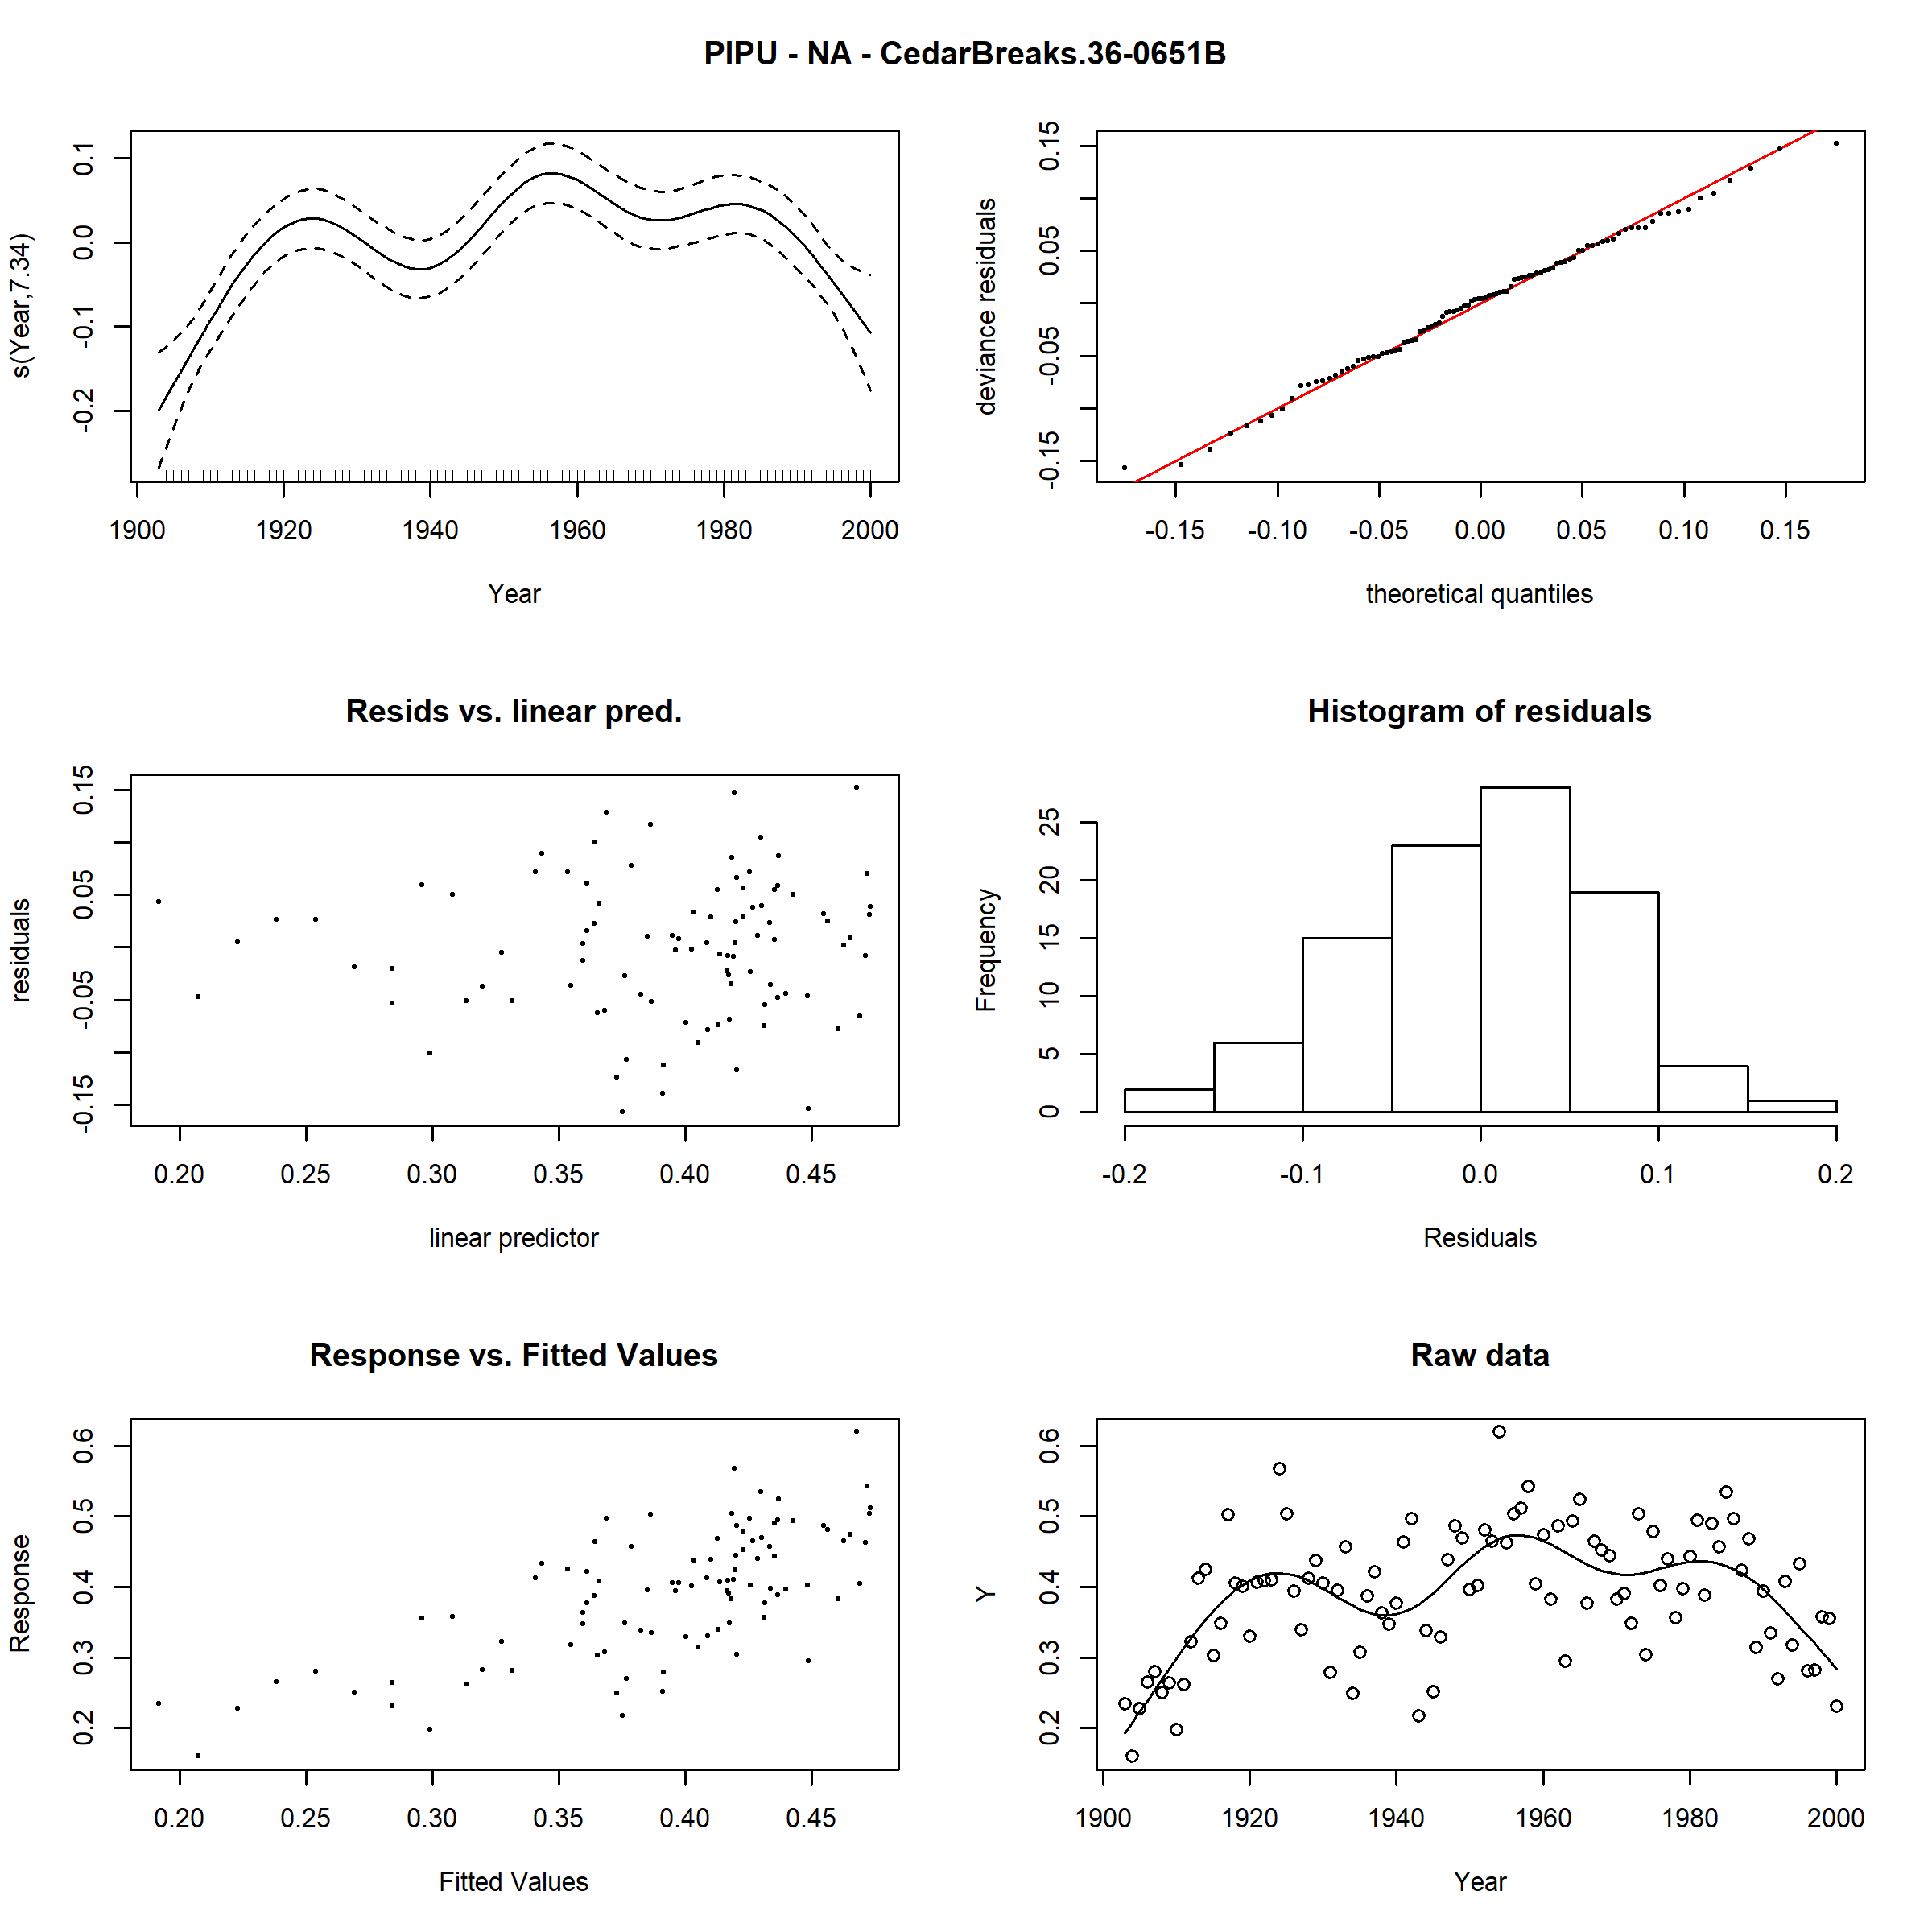 PIPU - NA - CedarBreaks.36-0651B
s(Year,7.34)
0.1
0.0
-0.1
-0.2
1900 1920 1940 1960 1980 2000
Year
deviance residuals
0.15
0.05
-0.05
-0.15
-0.15 -0.10 -0.05 0.00 0.05 0.10 0.15
theoretical quantiles
Resids vs. linear pred.
residuals
0.15
0.05
-0.05
-0.15
0.20 0.25 0.30 0.35 0.40 0.45
linear predictor
Histogram of residuals
Frequency
25
20
15
10
5
0
-0.2 -0.1 0.0 0.1 0.2
Residuals
Response vs. Fitted Values
Response
0.6
0.5
0.4
0.3
0.2
0.20 0.25 0.30 0.35 0.40 0.45
Fitted Values
Raw data
Y
0.6
0.5
0.4
0.3
0.2
1900 1920 1940 1960 1980 2000
Year